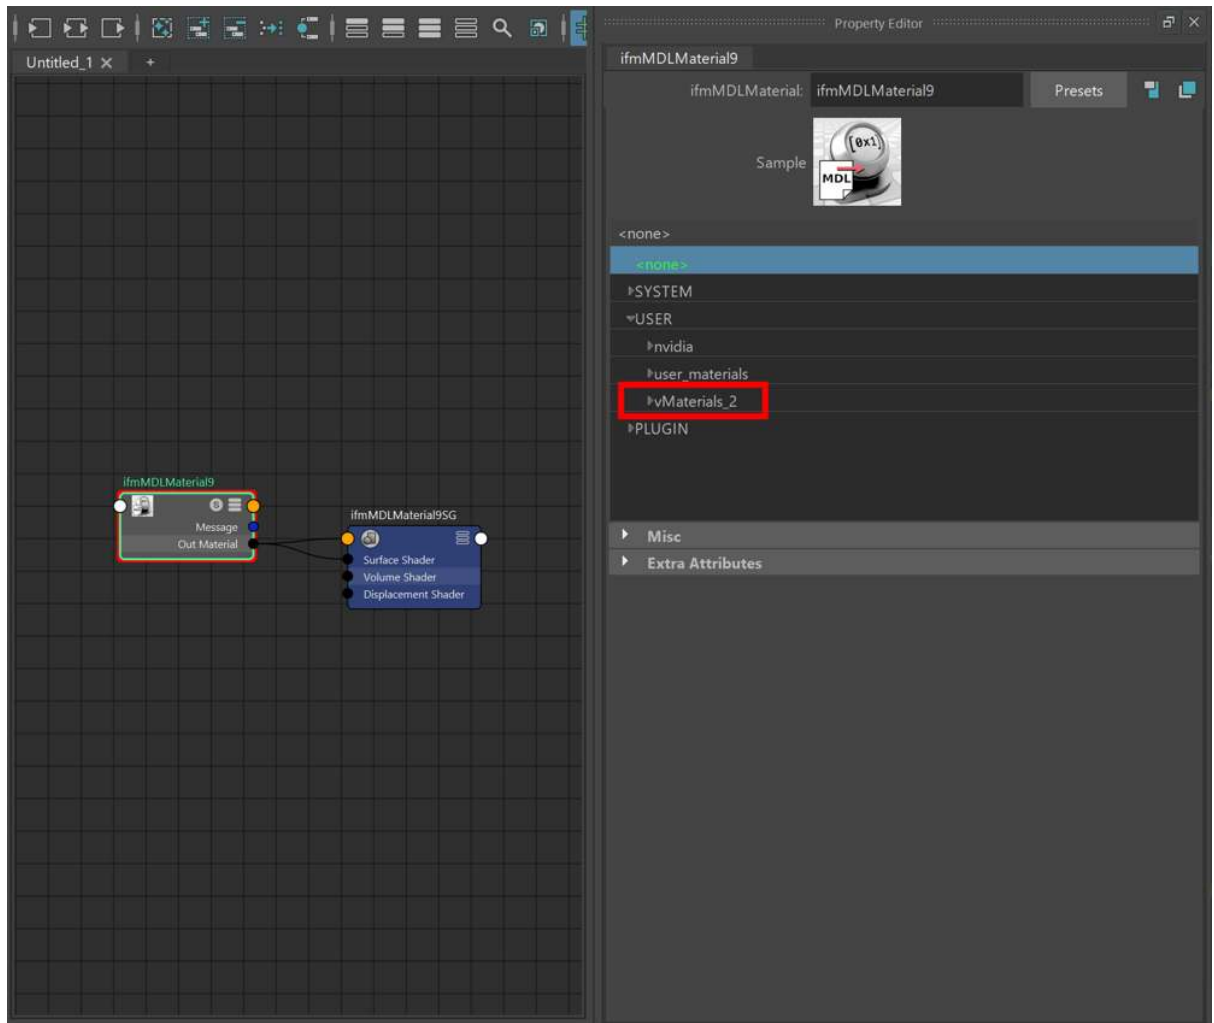 Property Editor
Untitled_1
+
ifmMDLMaterial9
ifmMDLMaterial: ifmMDLMaterial9 Presets
Sample
[0x1]
MDL
<none>
<none>
SYSTEM
USER
nvidia
user_materials
vMaterials_2
PLUGIN
Misc
Extra Attributes
ifmMDLMaterial9
Message
Out Material
ifmMDLMaterial9SG
Surface Shader
Volume Shader
Displacement Shader